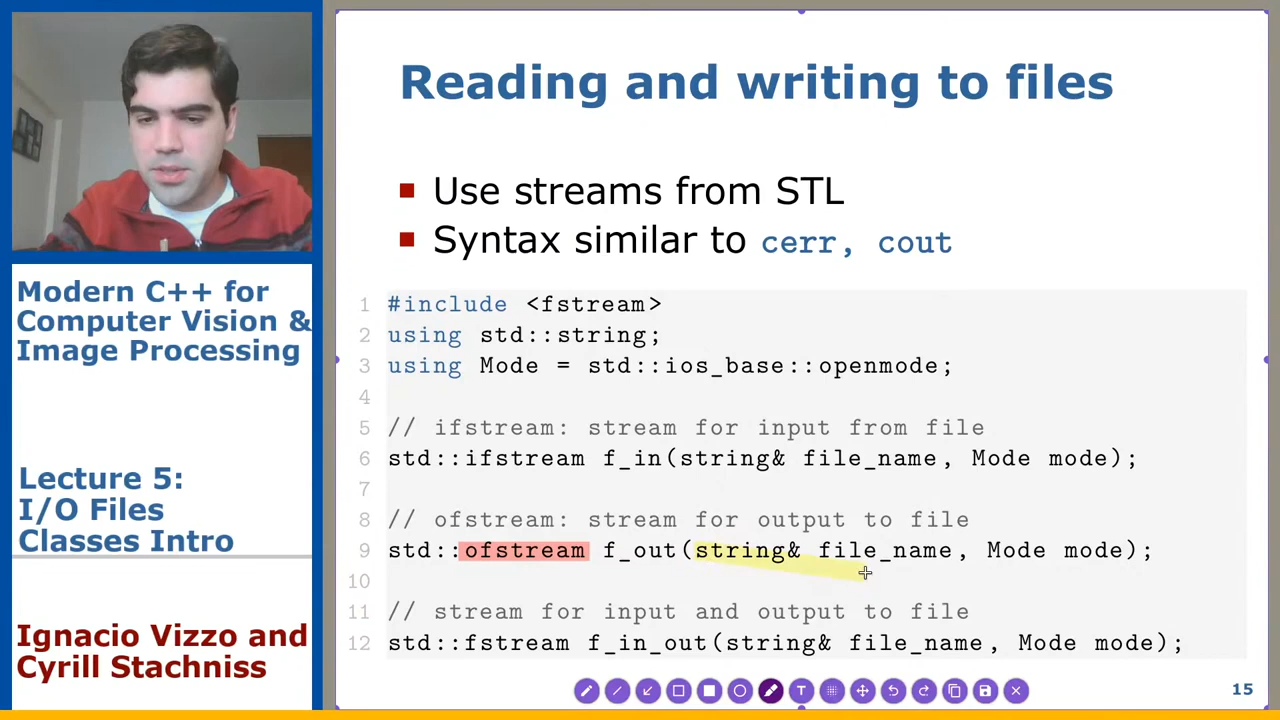 Modern C++ for
Computer Vision &
Image Processing
Lecture 5:
I/O Files
Classes Intro
Ignacio Vizzo and
Cyrill Stachniss
Reading and writing to files
Use streams from STL
Syntax similar to cerr, cout
1 #include <fstream>
2 using std::string;
3 using Mode = std::ios_base::openmode;
4
5 // ifstream: stream for input from file
6 std::ifstream f_in(string& file_name, Mode mode);
7
8 // ofstream: stream for output to file
9 std::ofstream f_out(string& file_name, Mode mode);
10
11 // stream for input and output to file
12 std::fstream f_in_out(string& file_name, Mode mode);
T
15